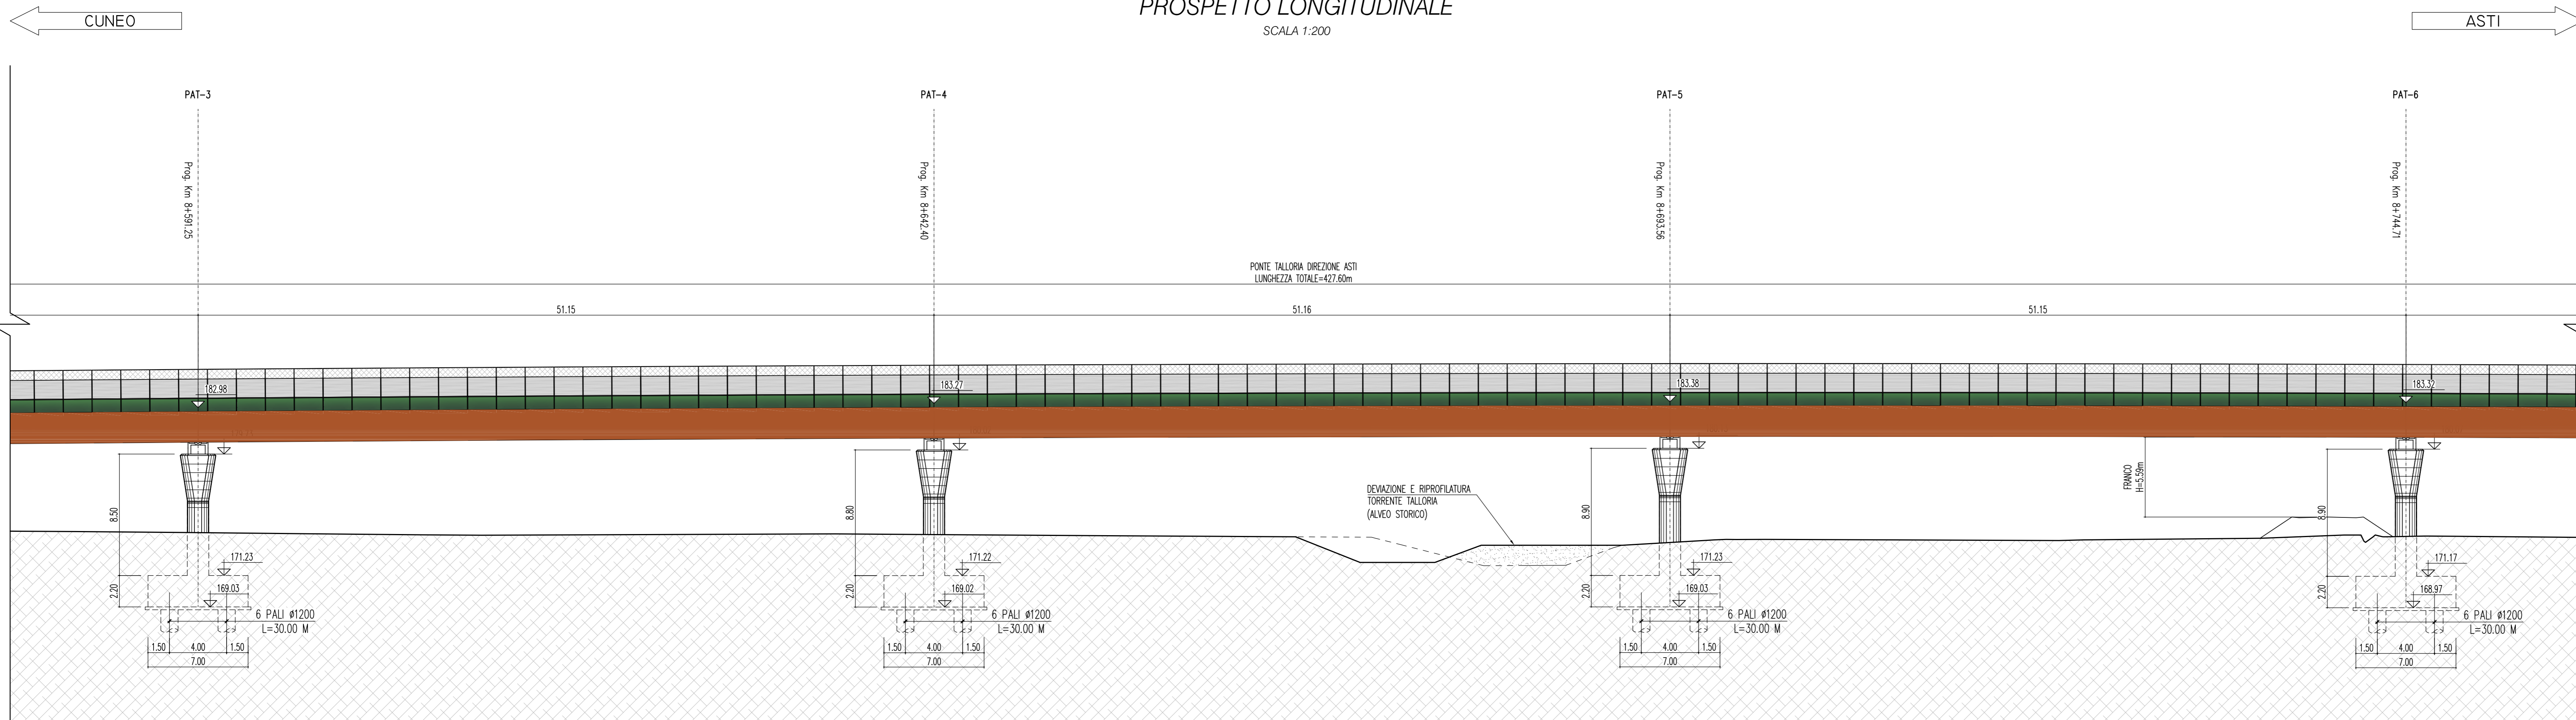 PROSPETTO LONGITUDINALE
CUNEO
ASTI
SCALA 1:200
PAT-3
PAT-4
PAT-5
PAT-6
Prog. Km 8+591.25
Prog. Km 8+642.40
Prog. Km 8+693.56
Prog. Km 8+744.71
PONTE TALLORIA DIREZIONE ASTI
LUNGHEZZA TOTALE=427.60m
51.15
51.16
51.15
182.98
183.27
183.38
183.32
FRANCO
H=5.59m
DEVIAZIONE E RIPROFILATURA
TORRENTE TALLORIA
(ALVEO STORICO)
8.50
8.80
8.90
8.90
171.23
171.22
171.23
171.17
2.20
2.20
2.20
2.20
169.03
169.02
169.03
168.97
6 PALI ø1200
L=30.00 M
6 PALI ø1200
L=30.00 M
6 PALI ø1200
L=30.00 M
6 PALI ø1200
L=30.00 M
1.50 4.00 1.50
7.00
1.50 4.00 1.50
7.00
1.50 4.00 1.50
7.00
1.50 4.00 1.50
7.00